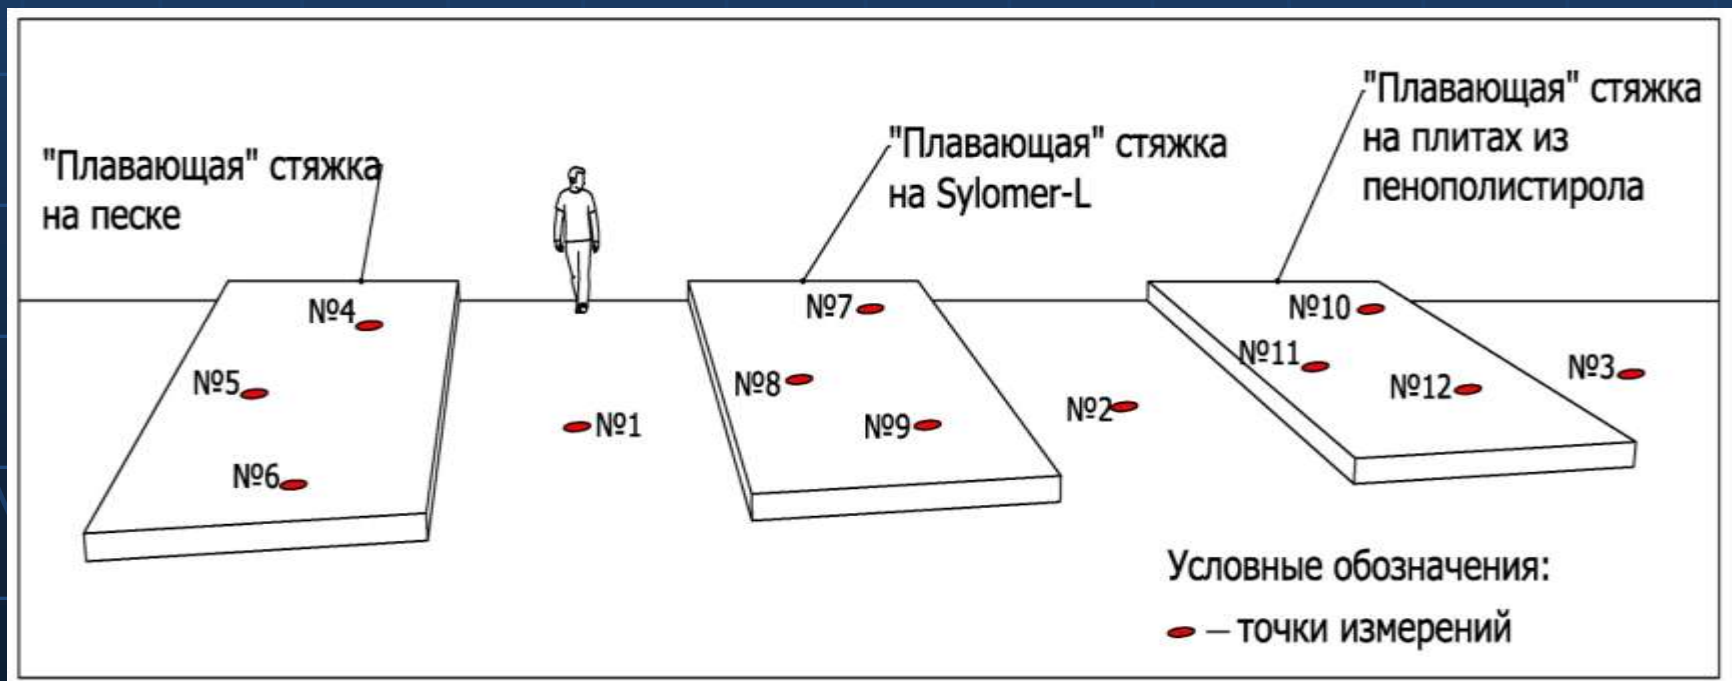 "Плавающая" стяжка
на песке
"Плавающая" стяжка
на Sylomer-L
"Плавающая" стяжка
на плитах из
пенополистирола
№4
№5
№6
№1
№7
№8
№9
№2
№10
№11
№12
№3
Условные обозначения:
– точки измерений